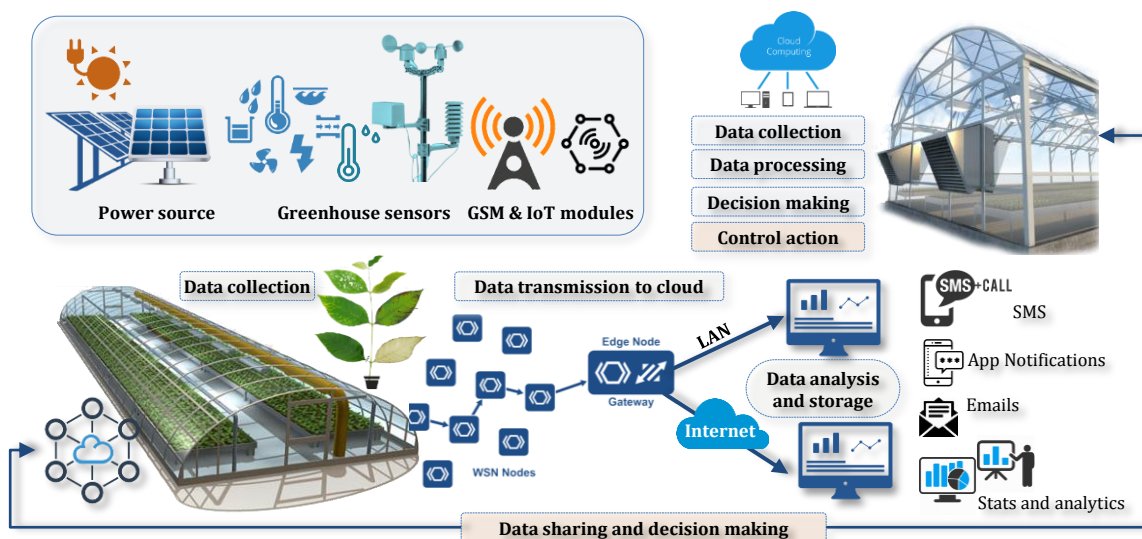 Power source
Greenhouse sensors
GSM & IoT modules
Cloud
Computing
Data collection
Data processing
Decision making
Control action
Data collection
Data transmission to cloud
WSN Nodes
Edge Node
Gateway
LAN
Internet
Data analysis
and storage
SMS+CALL
SMS
App Notifications
Emails
Stats and analytics
Data sharing and decision making